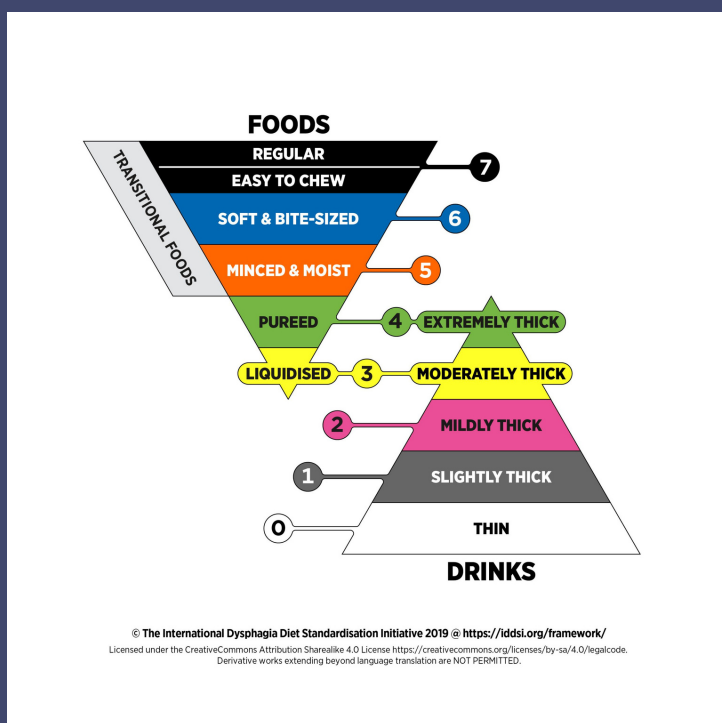 FOODS
REGULAR
7
EASY TO CHEW
TRANSITIONAL FOODS
SOFT & BITE-SIZED
6
MINCED & MOIST
5
PUREED
4
EXTREMELY THICK
LIQUIDISED
3
MODERATELY THICK
2
MILDLY THICK
1
SLIGHTLY THICK
0
THIN
DRINKS
© The International Dysphagia Diet Standardisation Initiative 2019 @ https://iddsi.org/framework/
Licensed under the CreativeCommons Attribution Sharealike 4.0 License https://creativecommons.org/licenses/by-sa/4.0/legalcode.
Derivative works extending beyond language translation are NOT PERMITTED.